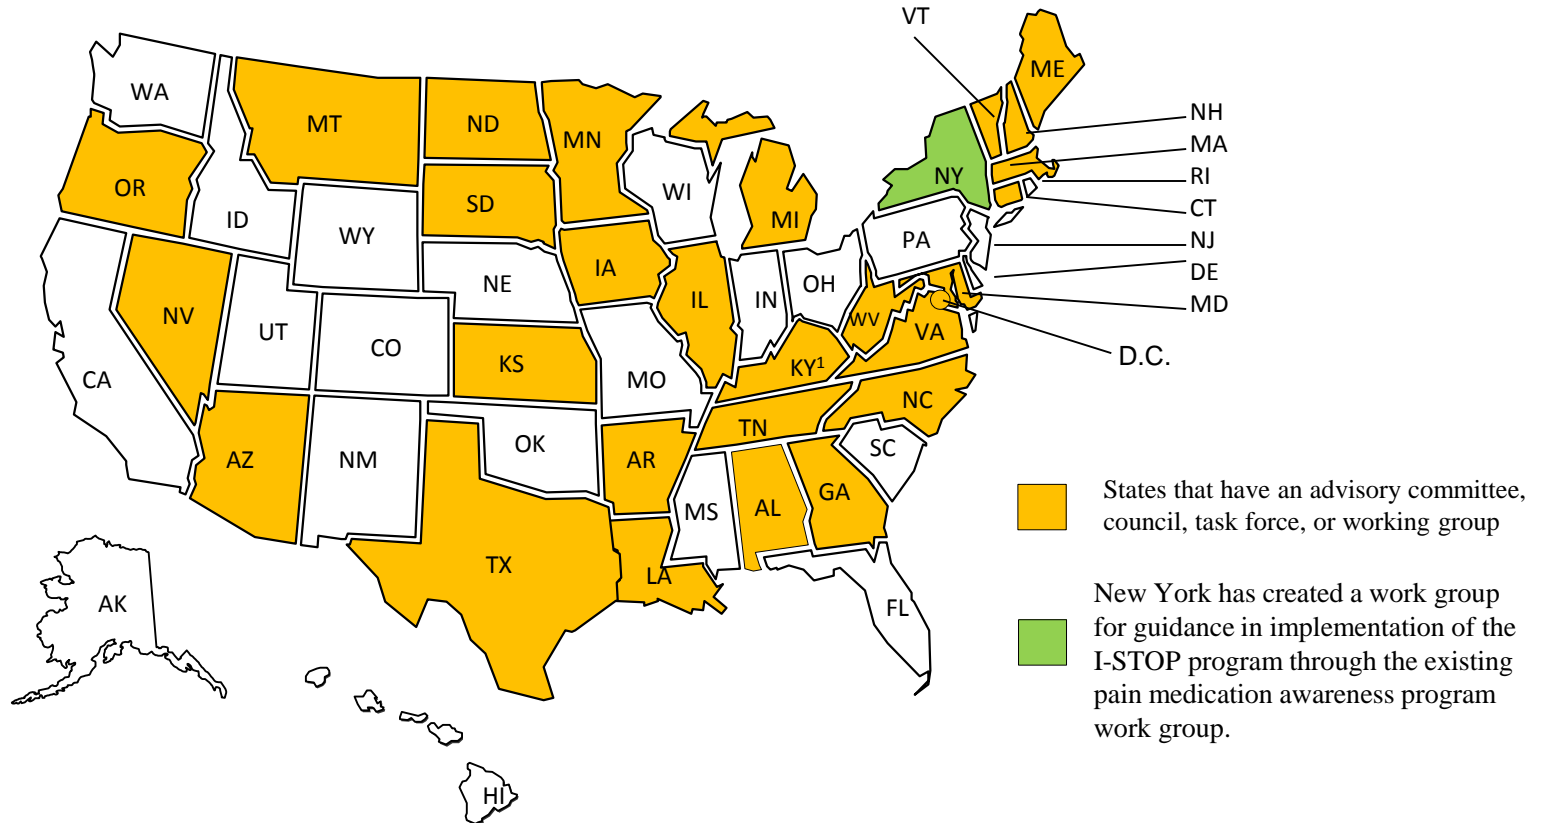 VT
ME
WA
MT
ND
MN
NH
MA
OR
SD
WI
NY
RI
ID
MI
CT
WY
PA
NJ
NE
IA
OH
DE
IL
IN
MD
NV
UT
WV
VA
CO
KS
KY¹
D.C.
CA
MO
NC
TN
OK
SC
AZ
NM
AR
GA
MS
AL
States that have an advisory committee,
council, task force, or working group
TX
LA
AK
FL
New York has created a work group
for guidance in implementation of the
I-STOP program through the existing
pain medication awareness program
work group.
HI